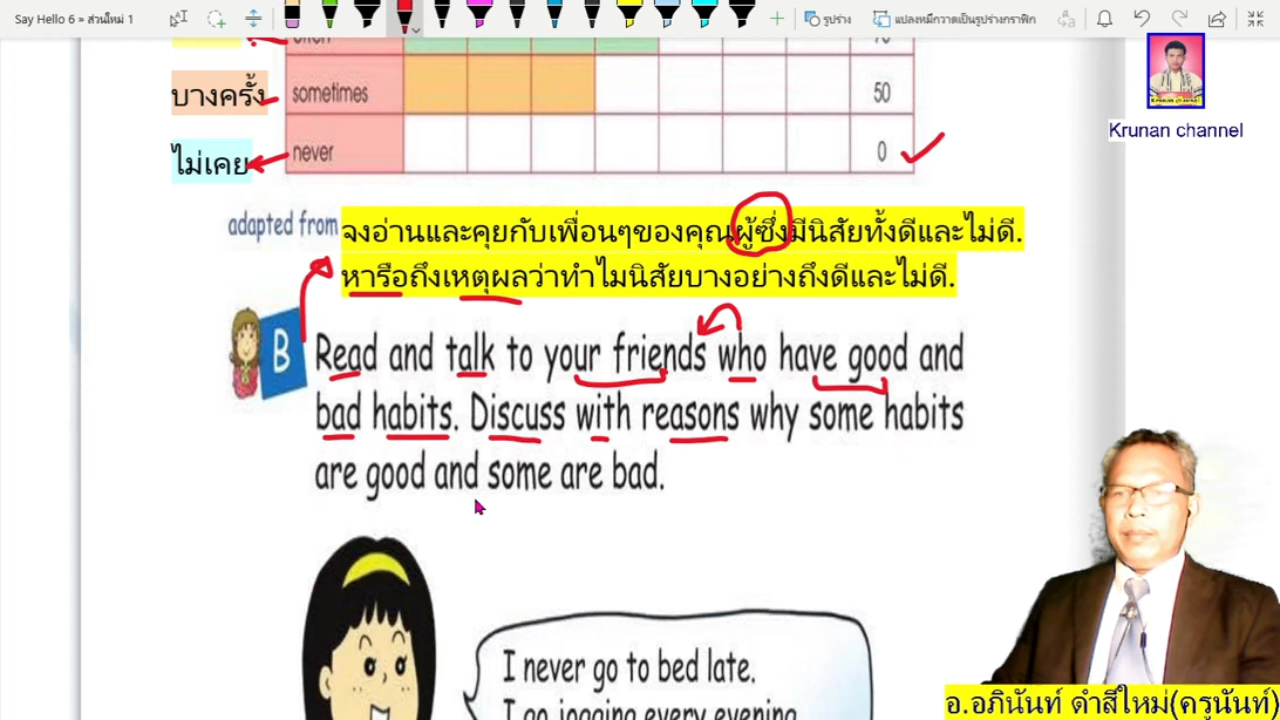 Say Hello 6 » ส่วนใหม่ 1
รูปร่าง
แปลงหมึกวาดเป็นรูปร่างกราฟิก
บางครั้ง
sometimes
50
ไม่เคย
never
0
Krunan channel
adapted from
จงอ่านและคุยกับเพื่อนๆของคุณผู้ซึ่งมีนิสัยทั้งดีและไม่ดี.
หารือถึงเหตุผลว่าทำไมนิสัยบางอย่างถึงดีและไม่ดี.
B
Read and talk to your friends who have good and
bad habits. Discuss with reasons why some habits
are good and some are bad.
I never go to bed late.
I go jogging every evening
อ.อภินันท์ ดำสีใหม่(ครูนันท์)